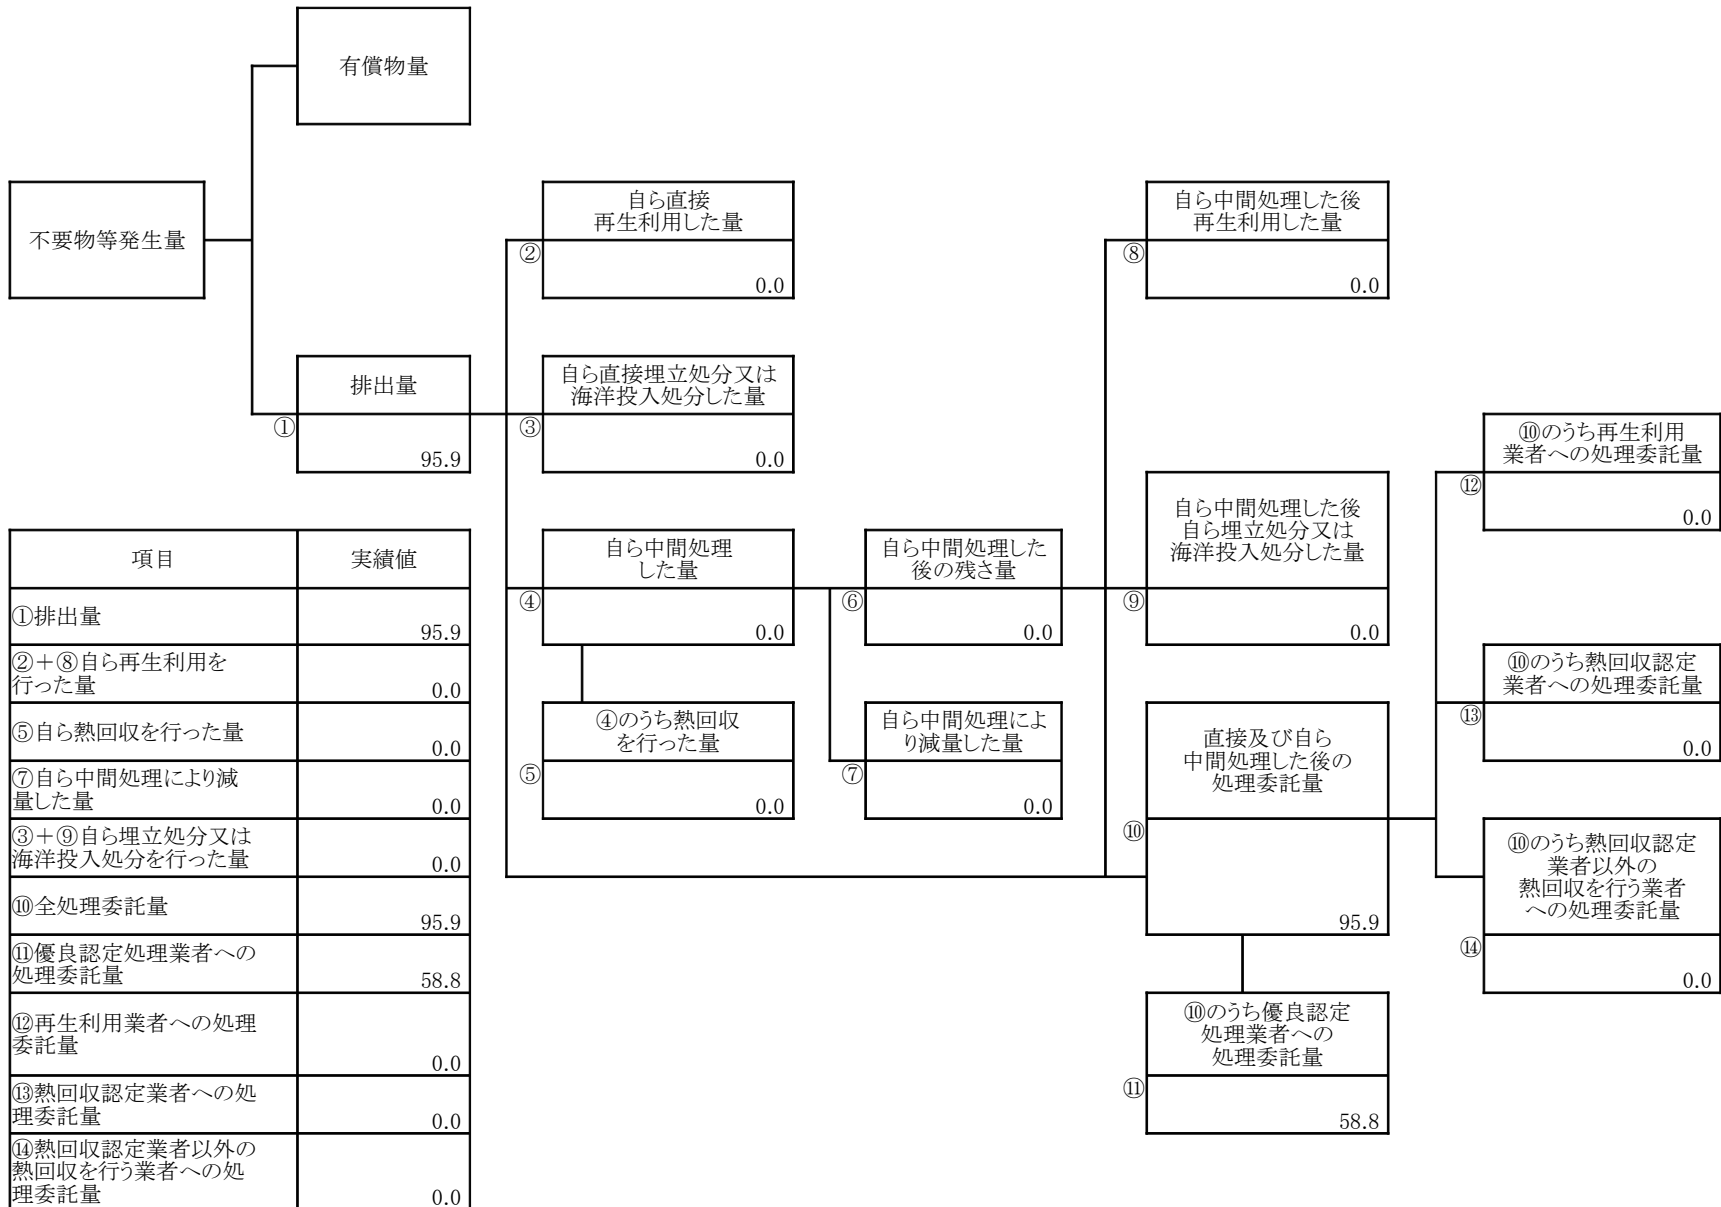 有償物量
不要物等発生量
自ら直接
再生利用した量
②
0.0
自ら中間処理した後
再生利用した量
⑧
0.0
排出量
①
95.9
自ら直接埋立処分又は
海洋投入処分した量
③
0.0
⑩のうち再生利用
業者への処理委託量
⑫
0.0
自ら中間処理した後
自ら埋立処分又は
海洋投入処分した量
⑨
0.0
自ら中間処理
した量
④
0.0
自ら中間処理した
後の残さ量
⑥
0.0
⑩のうち熱回収認定
業者への処理委託量
⑬
0.0
④のうち熱回収
を行った量
⑤
0.0
自ら中間処理によ
り減量した量
⑦
0.0
直接及び自ら
中間処理した後の
処理委託量
⑩
95.9
⑩のうち熱回収認定
業者以外の
熱回収を行う業者
への処理委託量
⑭
0.0
⑩のうち優良認定
処理業者への
処理委託量
⑪
58.8
項目 実績値
①排出量 95.9
②+⑧自ら再生利用を
行った量 0.0
⑤自ら熱回収を行った量 0.0
⑦自ら中間処理により減
量した量 0.0
③+⑨自ら埋立処分又は
海洋投入処分を行った量 0.0
⑩全処理委託量 95.9
⑪優良認定処理業者への
処理委託量 58.8
⑫再生利用業者への処理
委託量 0.0
⑬熱回収認定業者への処
理委託量 0.0
⑭熱回収認定業者以外の
熱回収を行う業者への処
理委託量 0.0